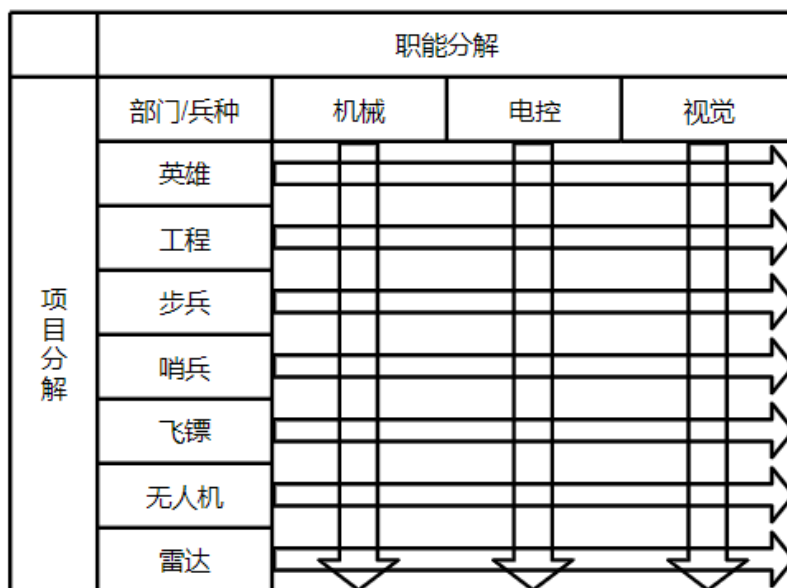 职能分解
部门/兵种 机械 电控 视觉
英雄
工程
步兵
哨兵
飞镖
无人机
雷达
项
目
分
解